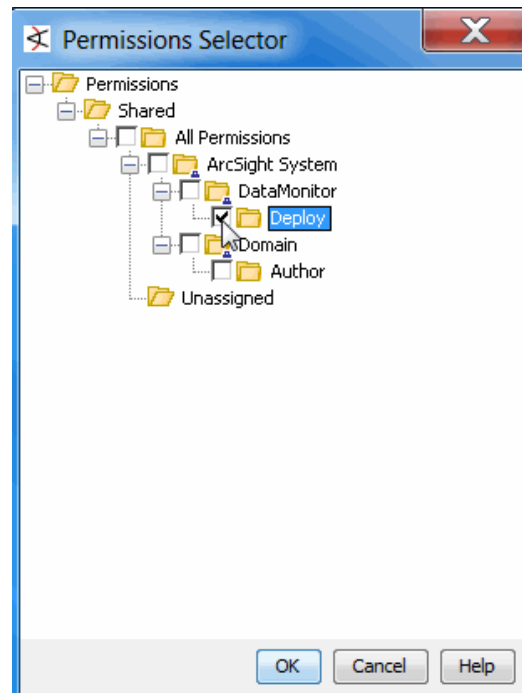 Permissions Selector
Permissions
Shared
All Permissions
ArcSight System
DataMonitor
Deploy
Domain
Author
Unassigned
OK Cancel Help